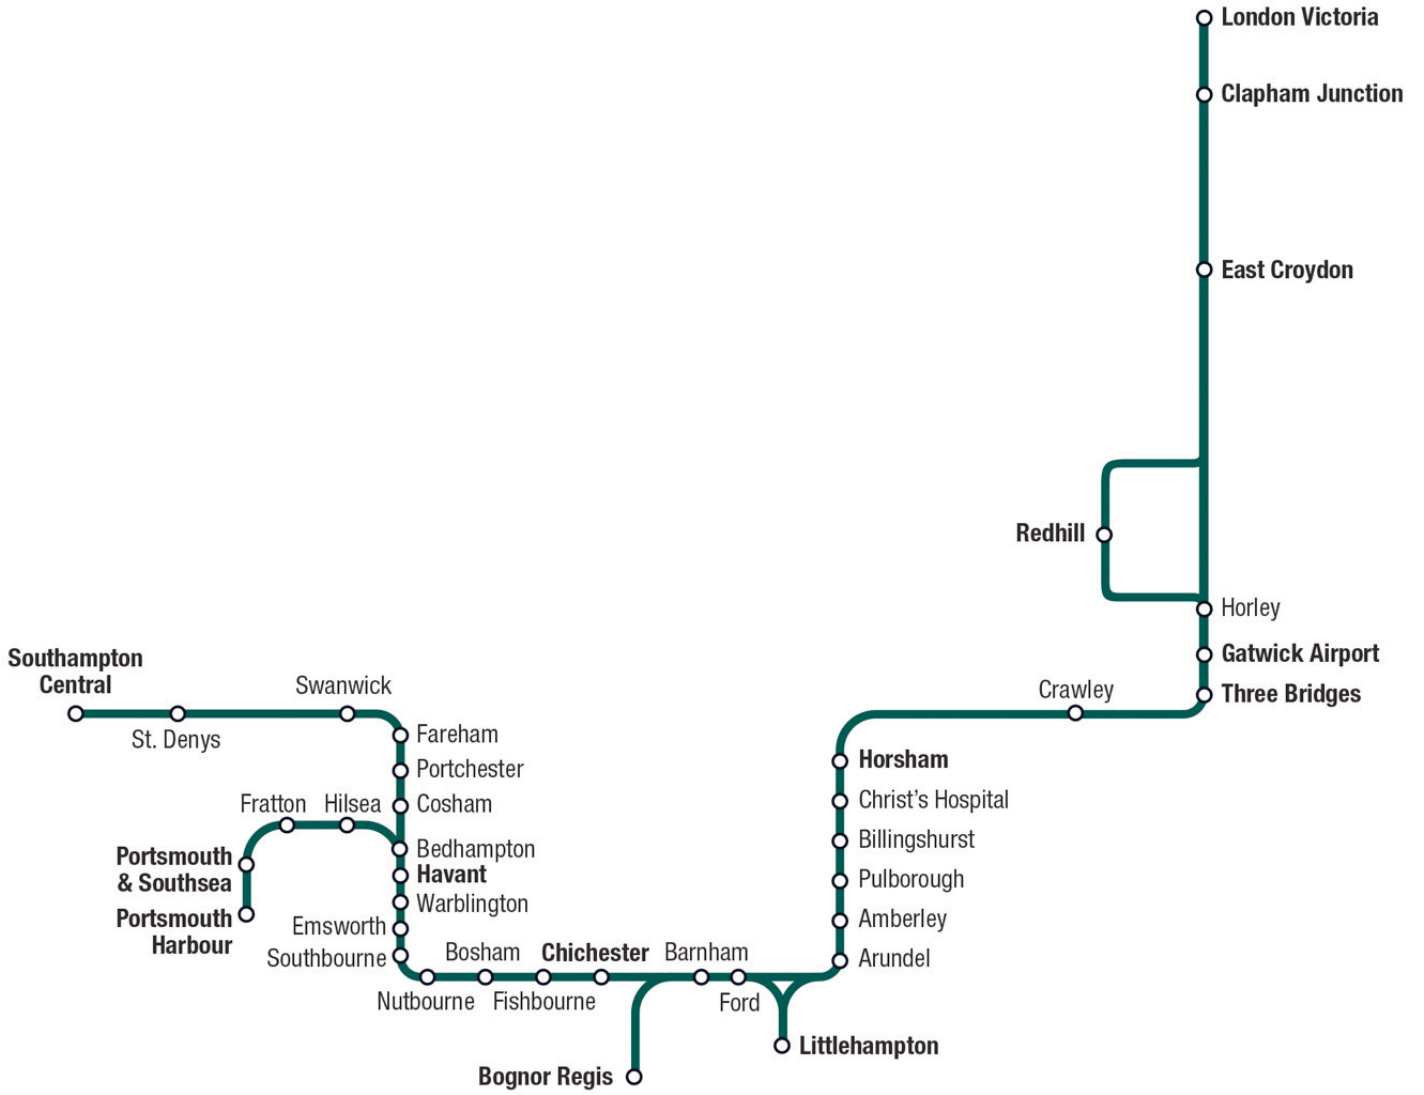 London Victoria
Clapham Junction
East Croydon
Redhill
Horley
Gatwick Airport
Three Bridges
Crawley
Horsham
Christ’s Hospital
Billingshurst
Pulborough
Amberley
Arundel
Littlehampton
Ford
Barnham
Bognor Regis
Chichester
Fishbourne
Bosham
Nutbourne
Southbourne
Emsworth
Warblington
Havant
Bedhampton
Hilsea
Fratton
Portsmouth
& Southsea
Portsmouth
Harbour
Cosham
Portchester
Fareham
Swanwick
St. Denys
Southampton
Central